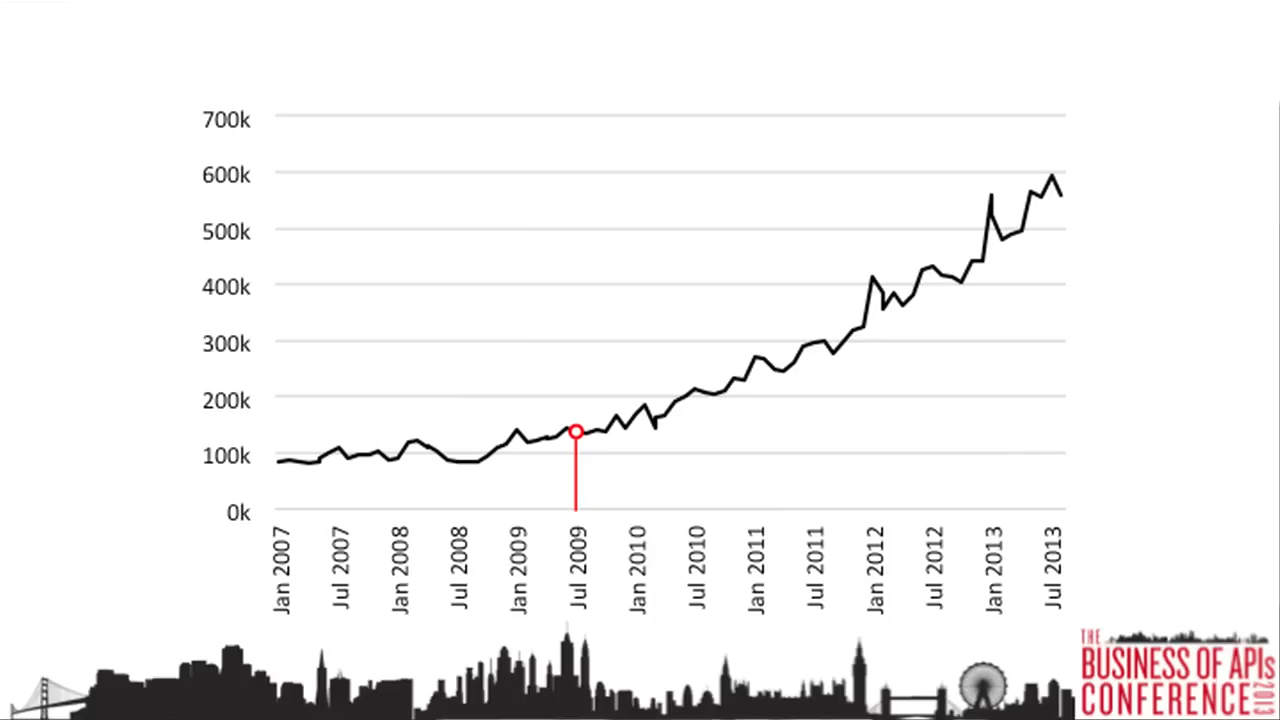 700k
600k
500k
400k
300k
200k
100k
0k
Jan 2007
Jul 2007
Jan 2008
Jul 2008
Jan 2009
Jul 2009
Jan 2010
Jul 2010
Jan 2011
Jul 2011
Jan 2012
Jul 2012
Jan 2013
Jul 2013
THE
BUSINESS OF APIs
CONFERENCE 2013